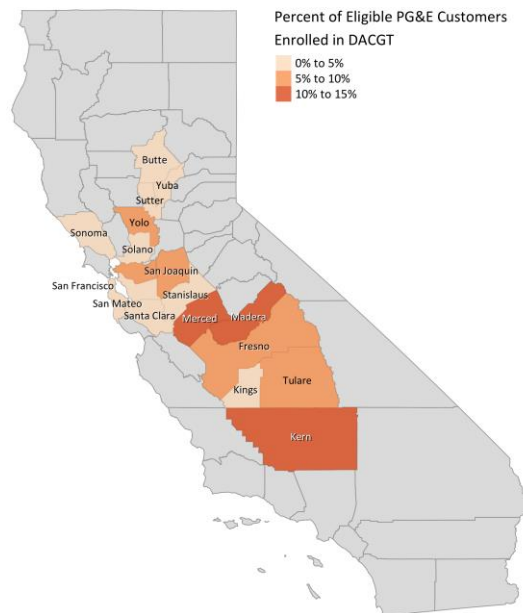 Percent of Eligible PG&E Customers
Enrolled in DACGT
0% to 5%
5% to 10%
10% to 15%
Butte
Yuba
Sutter
Yolo
Sonoma
Solano
San Joaquin
San Francisco
Stanislaus
San Mateo
Santa Clara
Merced
Madera
Fresno
Kings
Tulare
Kern